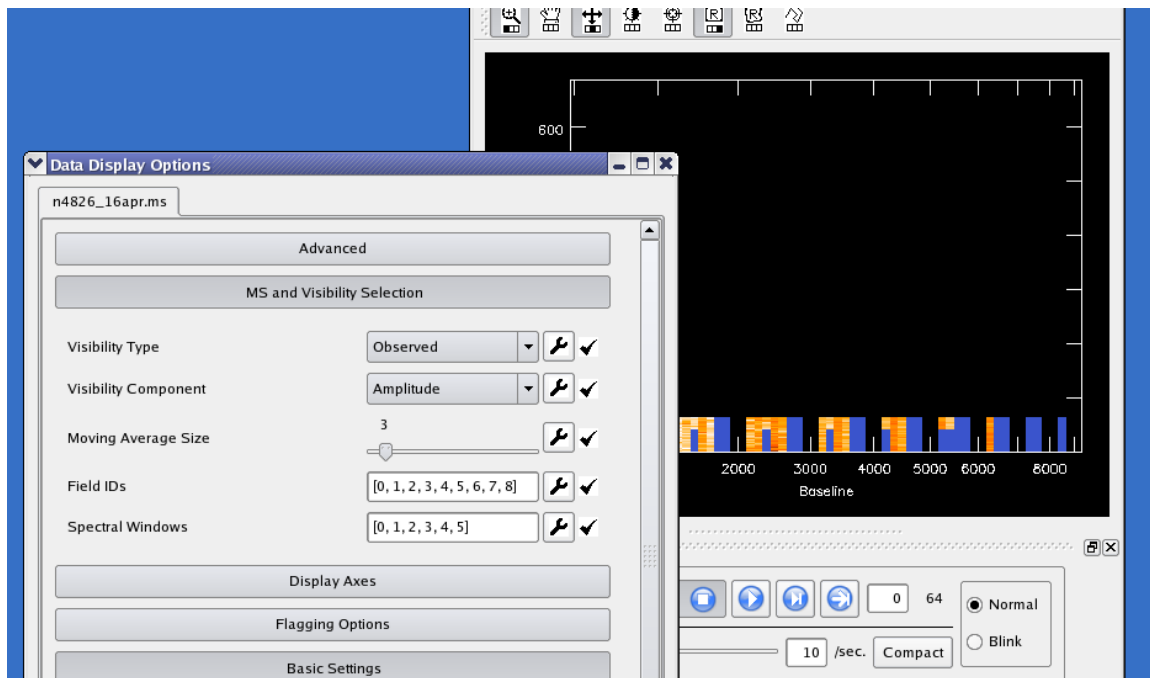 R R
600
Data Display Options
n4826_16apr.ms
Advanced
MS and Visibility Selection
Visibility Type Observed
Visibility Component Amplitude
3
Moving Average Size
Field IDs [0, 1, 2, 3, 4, 5, 6, 7, 8]
Spectral Windows [0, 1, 2, 3, 4, 5]
Display Axes
Flagging Options
Basic Settings
2000 3000 4000 5000 6000 8000
Baseline
0 64 Normal
Blink
10 /sec. Compact